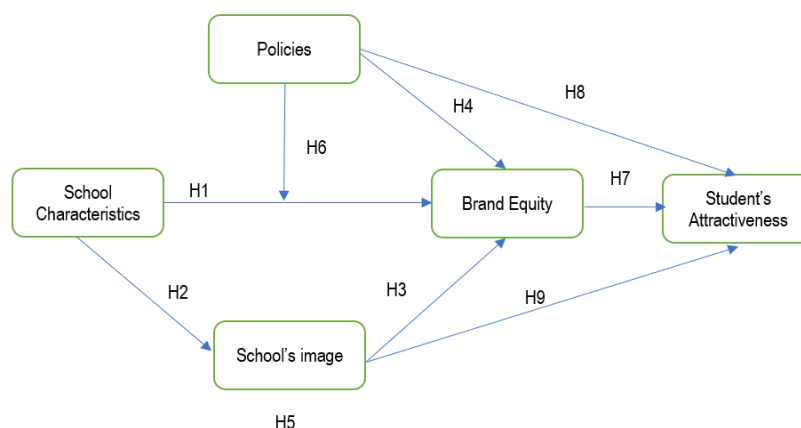 Policies
H8
H4
H6
School
Characteristics
H1
Brand Equity
H7
Student’s
Attractiveness
H2
H3
H9
School’s image
H5